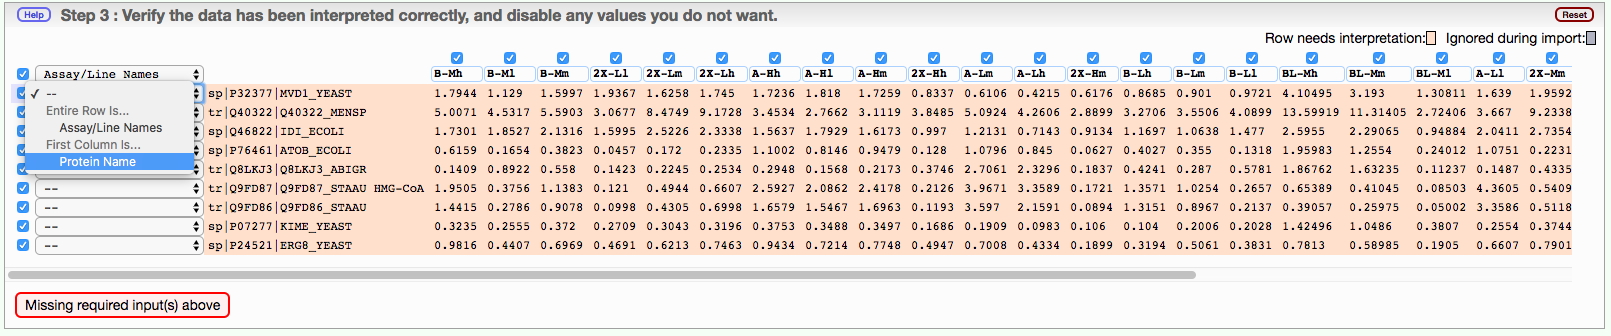 Help Step 3 : Verify the data has been interpreted correctly, and disable any values you do not want. Reset
Row needs interpretation: Ignored during import:
Assay/Line Names B-Mh B-Ml B-Mm 2X-Ll 2X-Lm 2X-Lh A-Hh A-Hl A-Hm 2X-Hh A-Lm A-Lh 2X-Hm B-Lh B-Lm B-Ll BL-Mh BL-Mm BL-Ml A-Ll 2X-Mm
✓ -- sp|P32377|MVD1_YEAST 1.7944 1.129 1.5997 1.9367 1.6258 1.745 1.7236 1.818 1.7259 0.8337 0.6106 0.4215 0.6176 0.8685 0.901 0.9721 4.10495 3.193 1.30811 1.639 1.9592
Entire Row Is... tr|Q40322|Q40322_MENSP 5.0071 4.5317 5.5903 3.0677 8.4749 9.1728 3.4531 2.7662 3.1119 3.8485 5.0924 4.2606 2.8899 3.2706 3.5506 4.0899 13.59919 11.31405 2.72406 3.667 9.2338
Assay/Line Names sp|Q46822|IDI_ECOLI 1.7301 1.8527 2.1316 1.5995 2.5226 2.3338 1.5637 1.7929 1.6173 0.997 1.2131 0.7143 0.9134 1.1697 1.0638 1.477 2.5955 2.29065 0.94884 2.0411 2.7354
First Column Is... sp|P76461|ATOB_ECOLI 0.6159 0.1654 0.3823 0.0457 0.172 0.2335 1.1002 0.8146 0.9479 0.128 1.0796 0.845 0.0627 0.4027 0.355 0.1318 1.95983 1.2554 0.24012 1.0751 0.2231
Protein Name tr|Q8LKJ3|Q8LKJ3_ABIGR 0.1409 0.8922 0.558 0.1423 0.2245 0.2534 0.2948 0.1568 0.2173 0.3746 4.7061 2.3296 0.1837 0.4241 0.287 0.5781 1.86762 1.63235 0.11237 0.1487 0.4335
-- tr|Q9FD87|Q9FD87_STAAU HMG-CoA 1.9505 0.3756 1.1383 0.121 0.4944 0.6607 2.5927 2.0862 2.4178 0.2126 3.9671 3.3589 0.1721 1.3571 1.0254 0.2657 0.65389 0.41045 0.08503 4.3605 0.5409
-- tr|Q9FD86|Q9FD86_STAAU 1.4415 0.2786 0.9078 0.0998 0.4305 0.6998 1.6579 1.5467 1.6963 0.1193 3.597 2.1591 0.0894 1.3151 0.8967 0.2137 0.39057 0.25975 0.05002 3.3586 0.5118
-- sp|P07277|KIME_YEAST 0.3235 0.2555 0.372 0.2709 0.3043 0.3196 0.3753 0.3488 0.3497 0.1686 0.1909 0.0983 0.106 0.104 0.2006 0.2028 1.42496 1.0486 0.3807 0.2554 0.3744
-- sp|P24521|ERG8_YEAST 0.9816 0.4407 0.6969 0.4691 0.6213 0.7463 0.9434 0.7214 0.7748 0.4947 0.7008 0.4334 0.1899 0.3194 0.5061 0.3831 0.7813 0.58985 0.1905 0.6607 0.7901
Missing required input(s) above